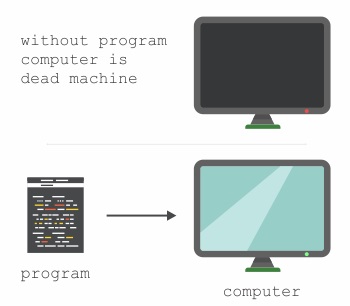 without program
computer is
dead machine
program
computer